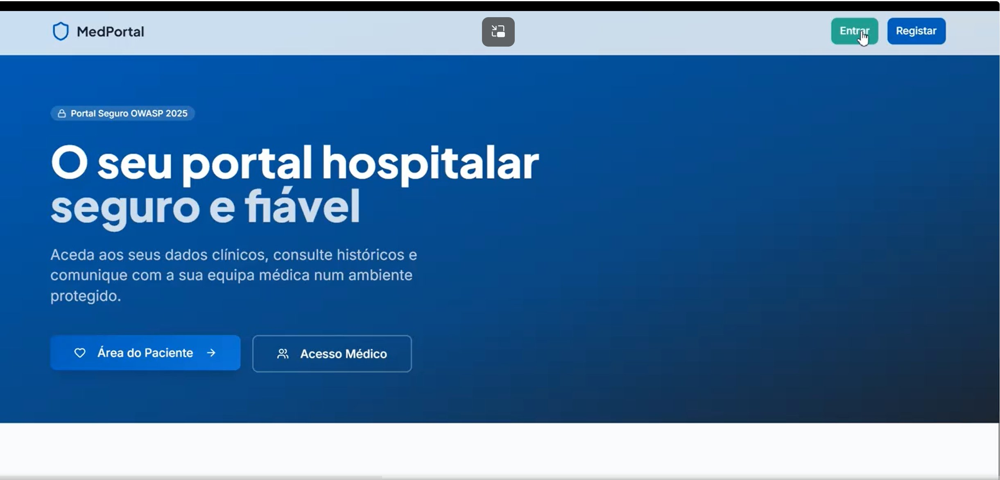 MedPortal
Entrar
Registar
Portal Seguro OWASP 2025
O seu portal hospitalar
seguro e fiável
Aceda aos seus dados clínicos, consulte históricos e
comunique com a sua equipa médica num ambiente
protegido.
Área do Paciente
Acesso Médico